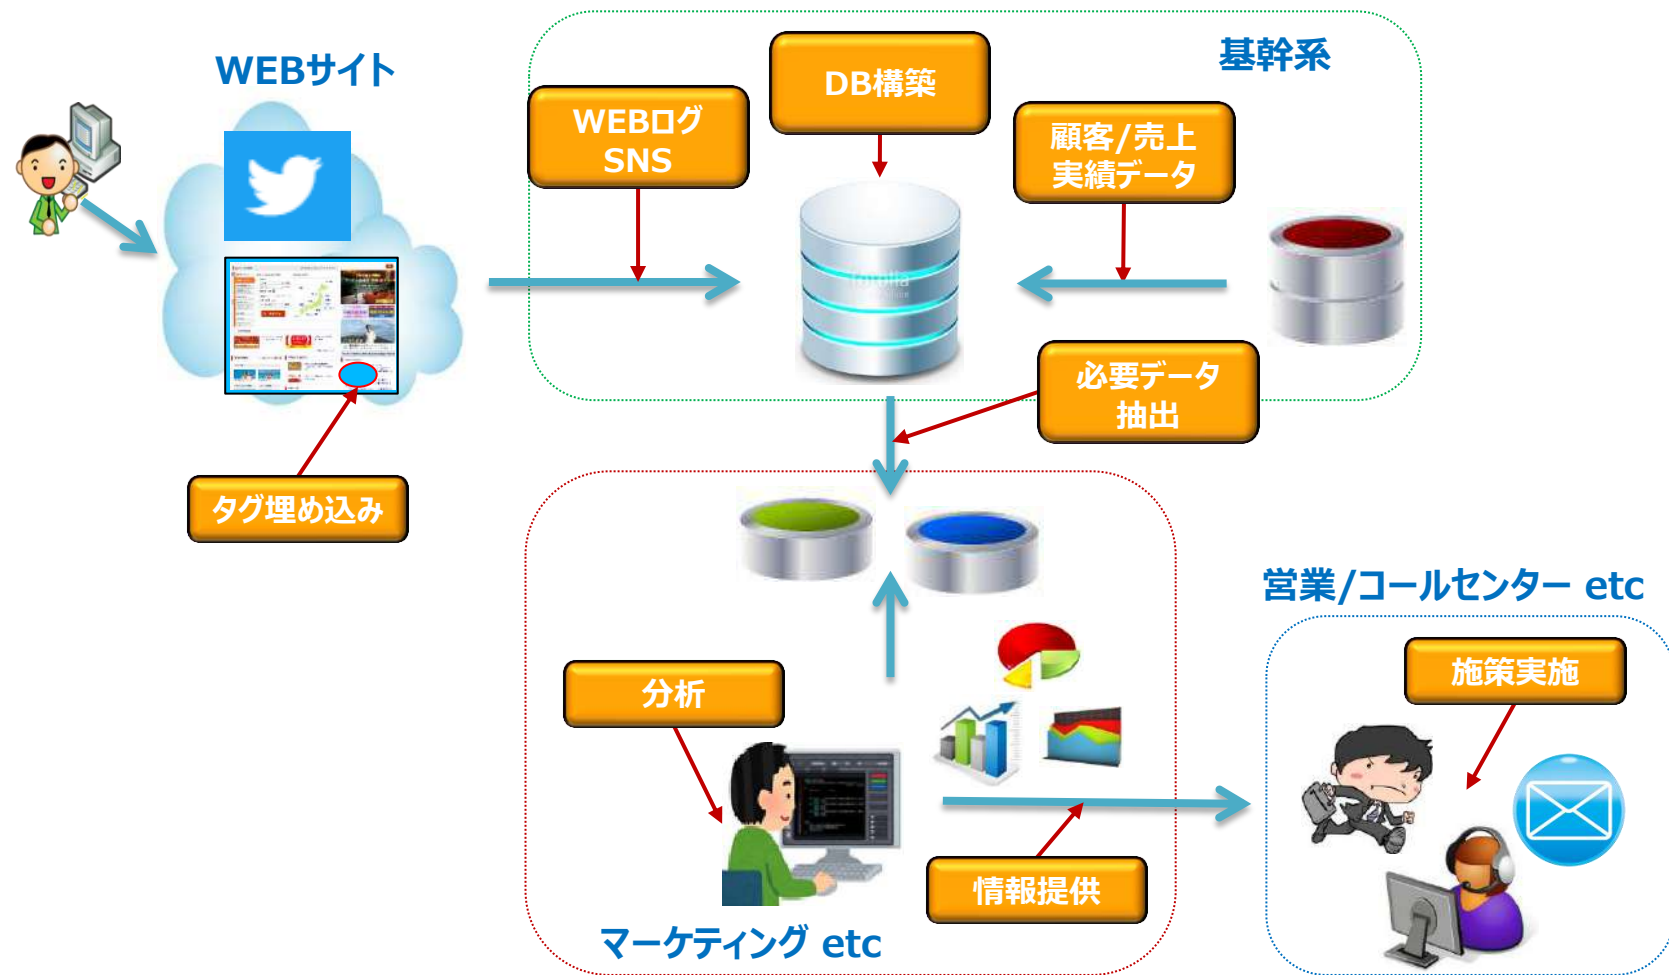 WEBサイト
基幹系
DB構築
WEBログ
SNS
顧客/売上
実績データ
必要データ
抽出
タグ埋め込み
営業/コールセンター etc
分析
施策実施
情報提供
マーケティング etc